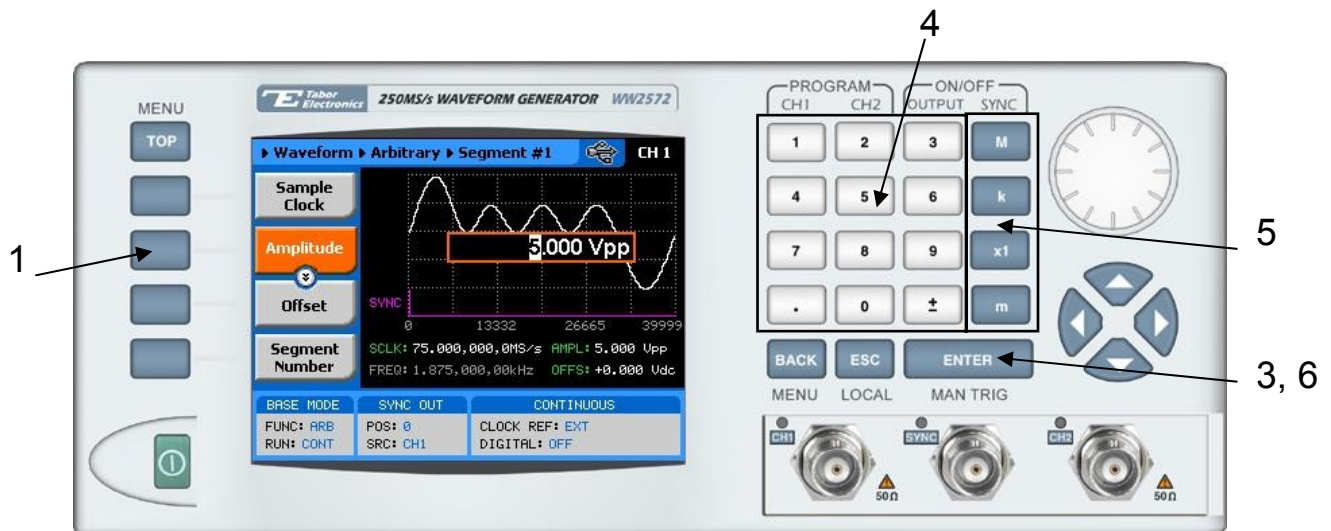 4
PROGRAM
ON/OFF
CH1 CH2 OUTPUT SYNC
MENU
TOP
Tabor
Electronics
250MS/s WAVEFORM GENERATOR WW2572
Waveform Arbitrary Segment #1 CH 1
Sample
Clock
Amplitude
Offset
Segment
Number
5.000 Vpp
SYNC
0 13332 26665 39999
SCLK: 75.000,000,0MS/s AMPL: 5.000 Vpp
FREQ: 1.875,000,00kHz OFFS: +0.000 Vdc
BASE MODE SYNC OUT CONTINUOUS
FUNC: ARB POS: 0 CLOCK REF: EXT
RUN: CONT SRC: CH1 DIGITAL: OFF
1 2 3 M
4 5 6 k
7 8 9 x1
. 0 ± m
BACK ESC ENTER
MENU LOCAL MAN TRIG
CH1 SYNC CH2
50Ω 50Ω
1
5
3, 6